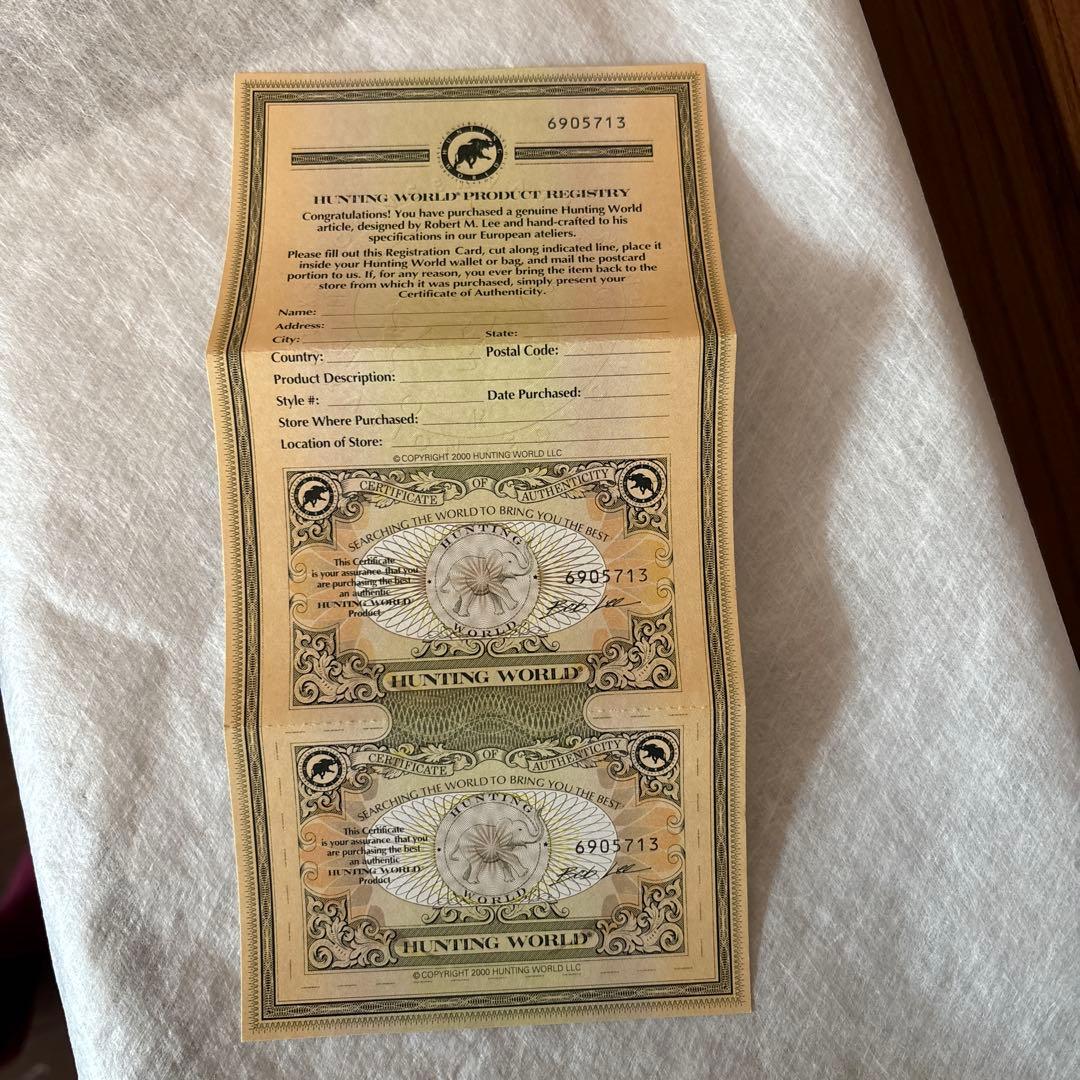 6905713
HUNTING WORLD
HUNTING WORLD® PRODUCT REGISTRY
Congratulations! You have purchased a genuine Hunting World
article, designed by Robert M. Lee and hand-crafted to his
specifications in our European ateliers.
Please fill out this Registration Card, cut along indicated line, place it
inside your Hunting World wallet or bag, and mail the postcard
portion to us. If, for any reason, you ever bring the item back to the
store from which it was purchased, simply present your
Certificate of Authenticity.
Name:
Address:
City: State:
Country: Postal Code:
Product Description:
Style #: Date Purchased:
Store Where Purchased:
Location of Store:
©COPYRIGHT 2000 HUNTING WORLD LLC
CERTIFICATE OF AUTHENTICITY
SEARCHING THE WORLD TO BRING YOU THE BEST
HUNTING
This Certificate
is your assurance that you
are purchasing the best
an authentic
HUNTING WORLD
Product
6905713
Bob Lee
WORLD
HUNTING WORLD®
CERTIFICATE OF AUTHENTICITY
SEARCHING THE WORLD TO BRING YOU THE BEST
HUNTING
This Certificate
is your assurance that you
are purchasing the best
an authentic
HUNTING WORLD
Product
6905713
Bob Lee
WORLD
HUNTING WORLD®
©COPYRIGHT 2000 HUNTING WORLD LLC